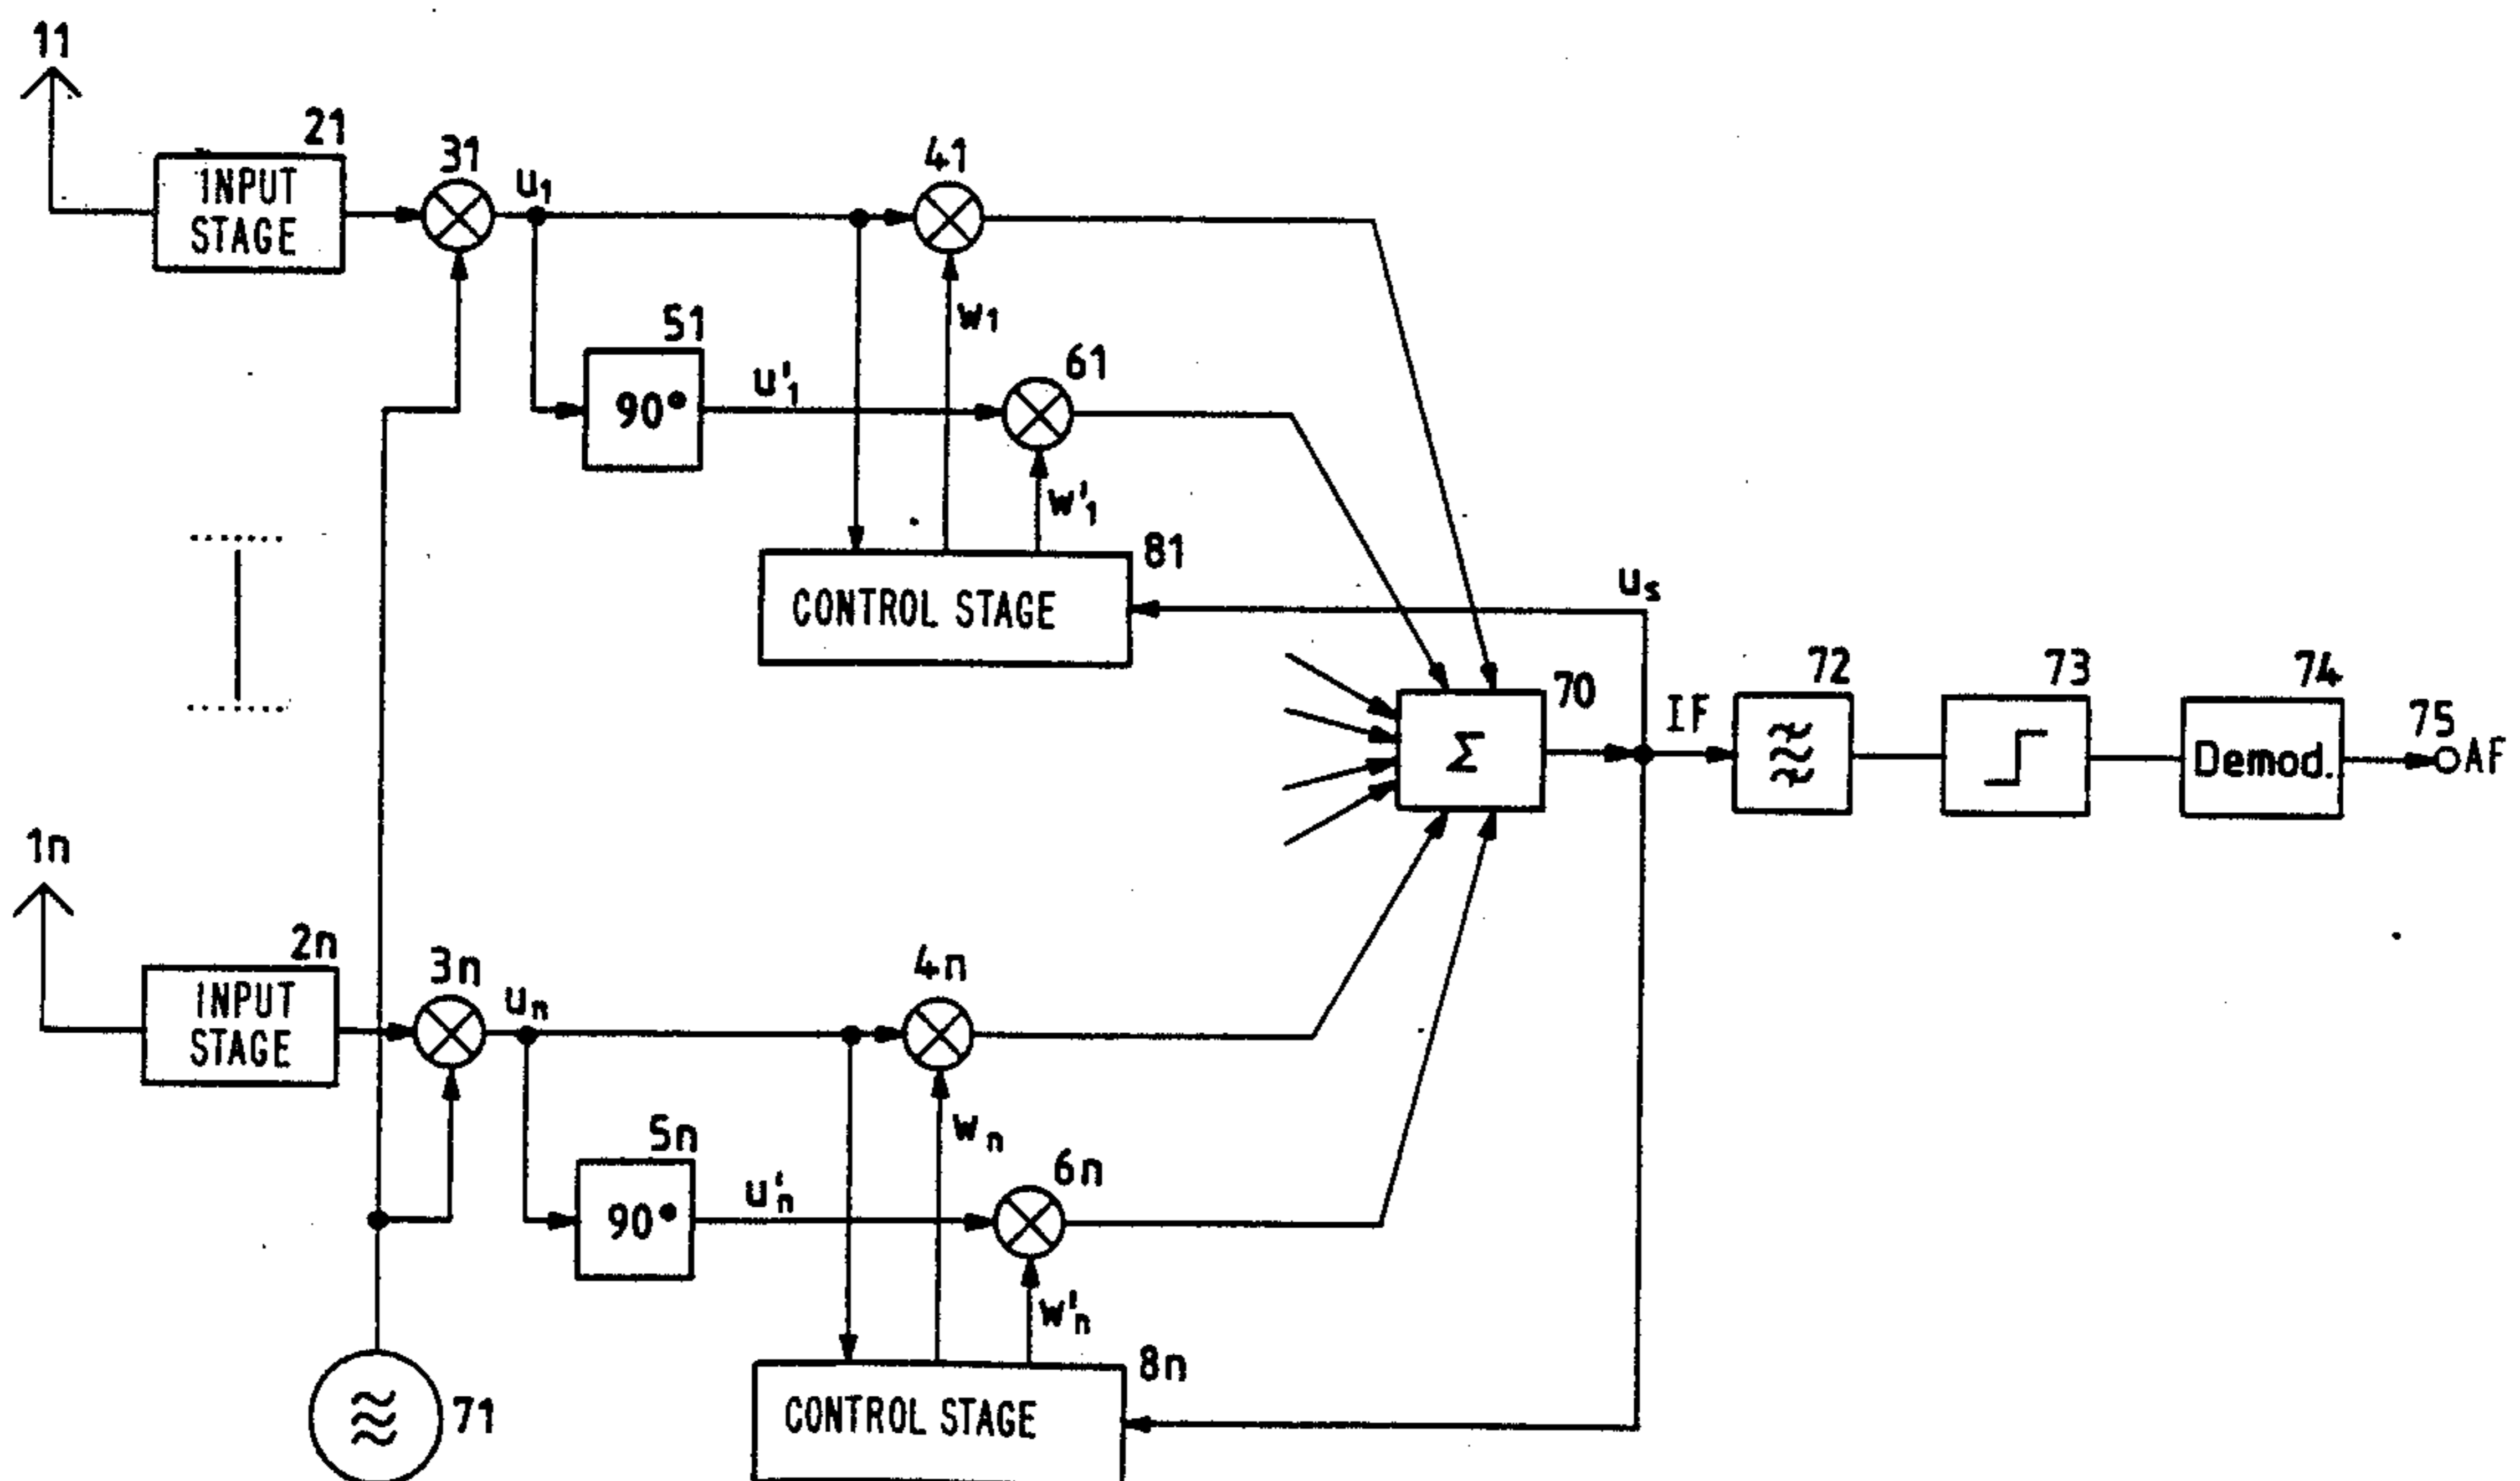 11
21
INPUT
STAGE
31
u₁
41
w₁
51
90°
u'₁
61
w'₁
81
CONTROL STAGE
uₛ
70
Σ
IF
72
73
74
Demod.
75
AF
1n
2n
INPUT
STAGE
3n
uₙ
4n
wₙ
5n
90°
u'ₙ
6n
w'ₙ
8n
CONTROL STAGE
71